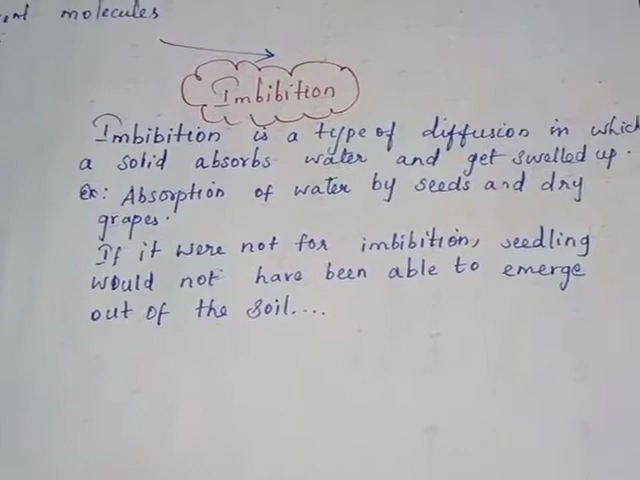 molecules
Imbibition
Imbibition is a type of diffusion in which
a solid absorbs water and get swelled up.
ex: Absorption of water by seeds and dry
grapes.
If it were not for imbibition, seedling
would not have been able to emerge
out of the soil....